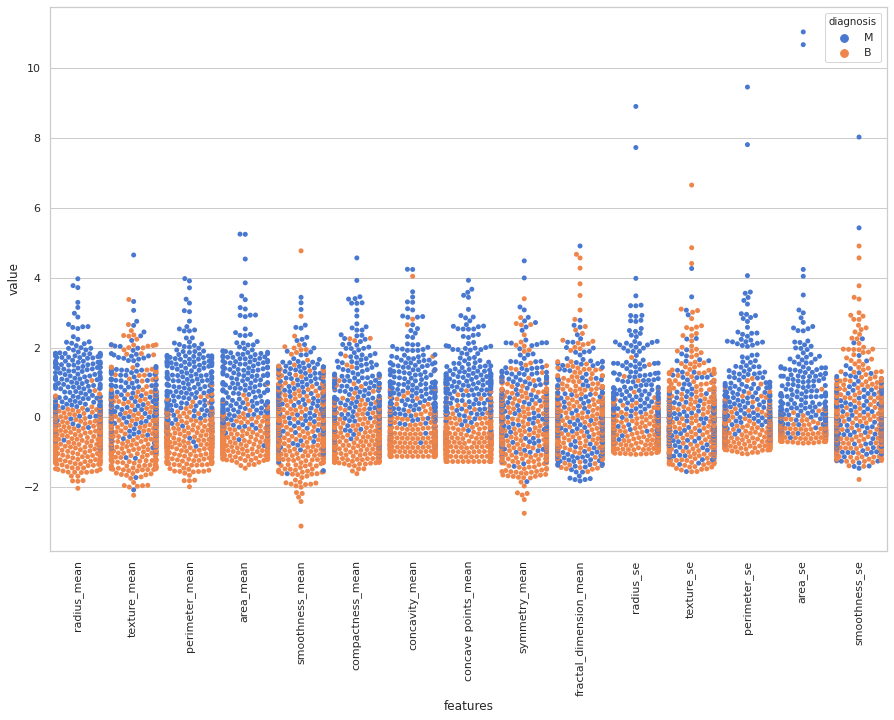 diagnosis
M
B
10
8
6
4
2
0
−2
value
radius_mean
texture_mean
perimeter_mean
area_mean
smoothness_mean
compactness_mean
concavity_mean
concave points_mean
symmetry_mean
fractal_dimension_mean
radius_se
texture_se
perimeter_se
area_se
smoothness_se
features